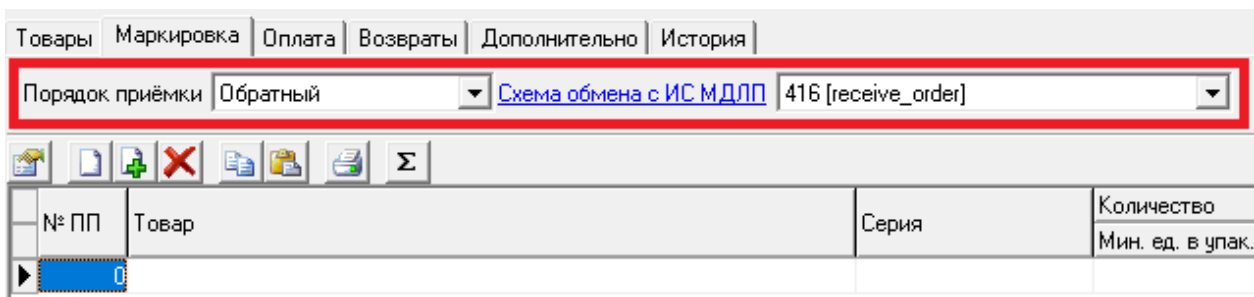 Товары Маркировка Оплата Возвраты Дополнительно История
Порядок приёмки Обратный Схема обмена с ИС МДЛП 416 [receive_order]
Σ
№ ПП Товар Серия Количество
Мин. ед. в упак.
0